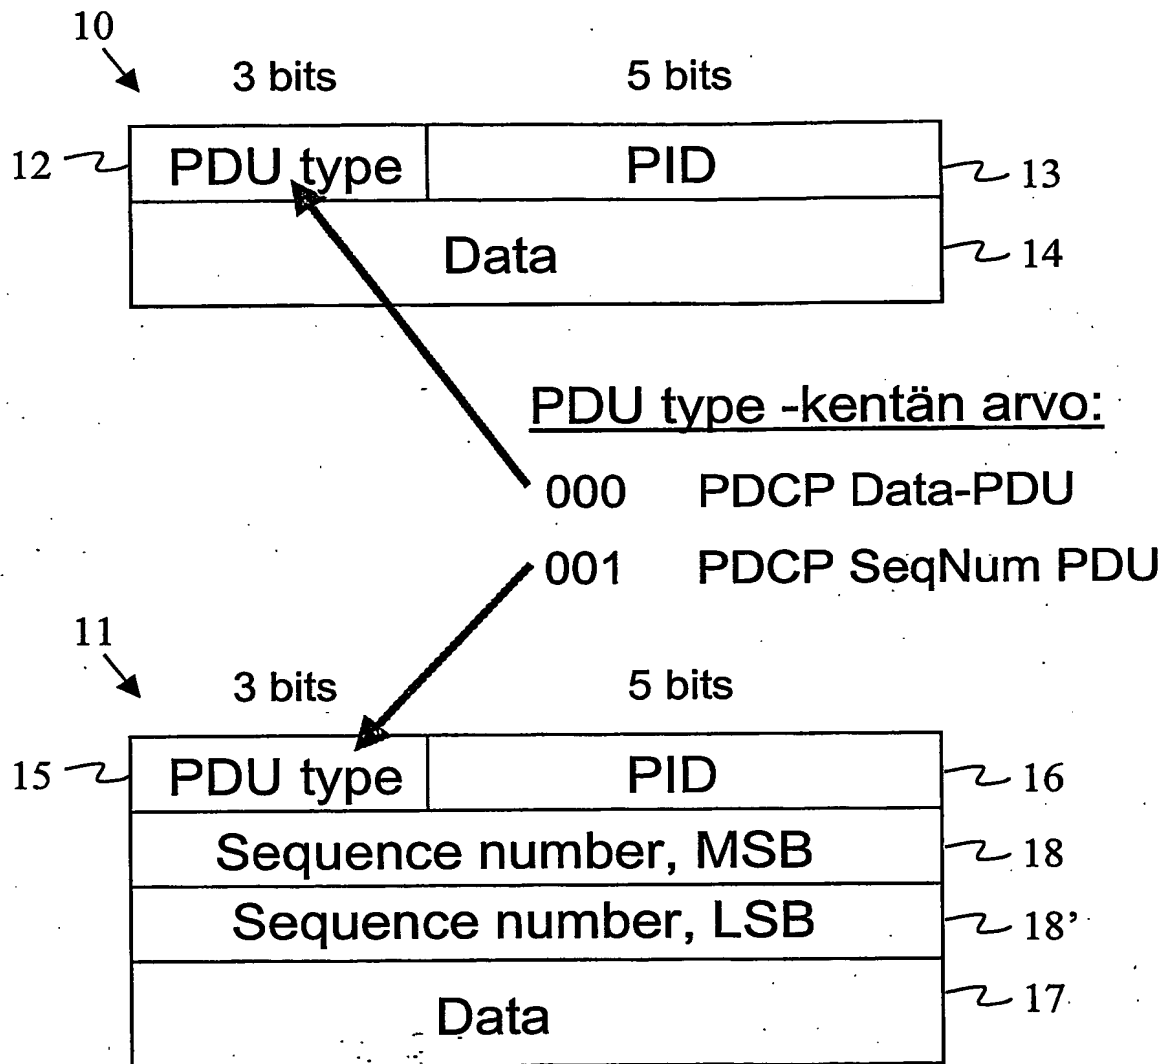 10
3 bits 5 bits
12 PDU type PID 13
Data 14
PDU type -kentän arvo:
000 PDCP Data-PDU
001 PDCP SeqNum PDU
11
3 bits 5 bits
15 PDU type PID 16
Sequence number, MSB 18
Sequence number, LSB 18’
Data 17